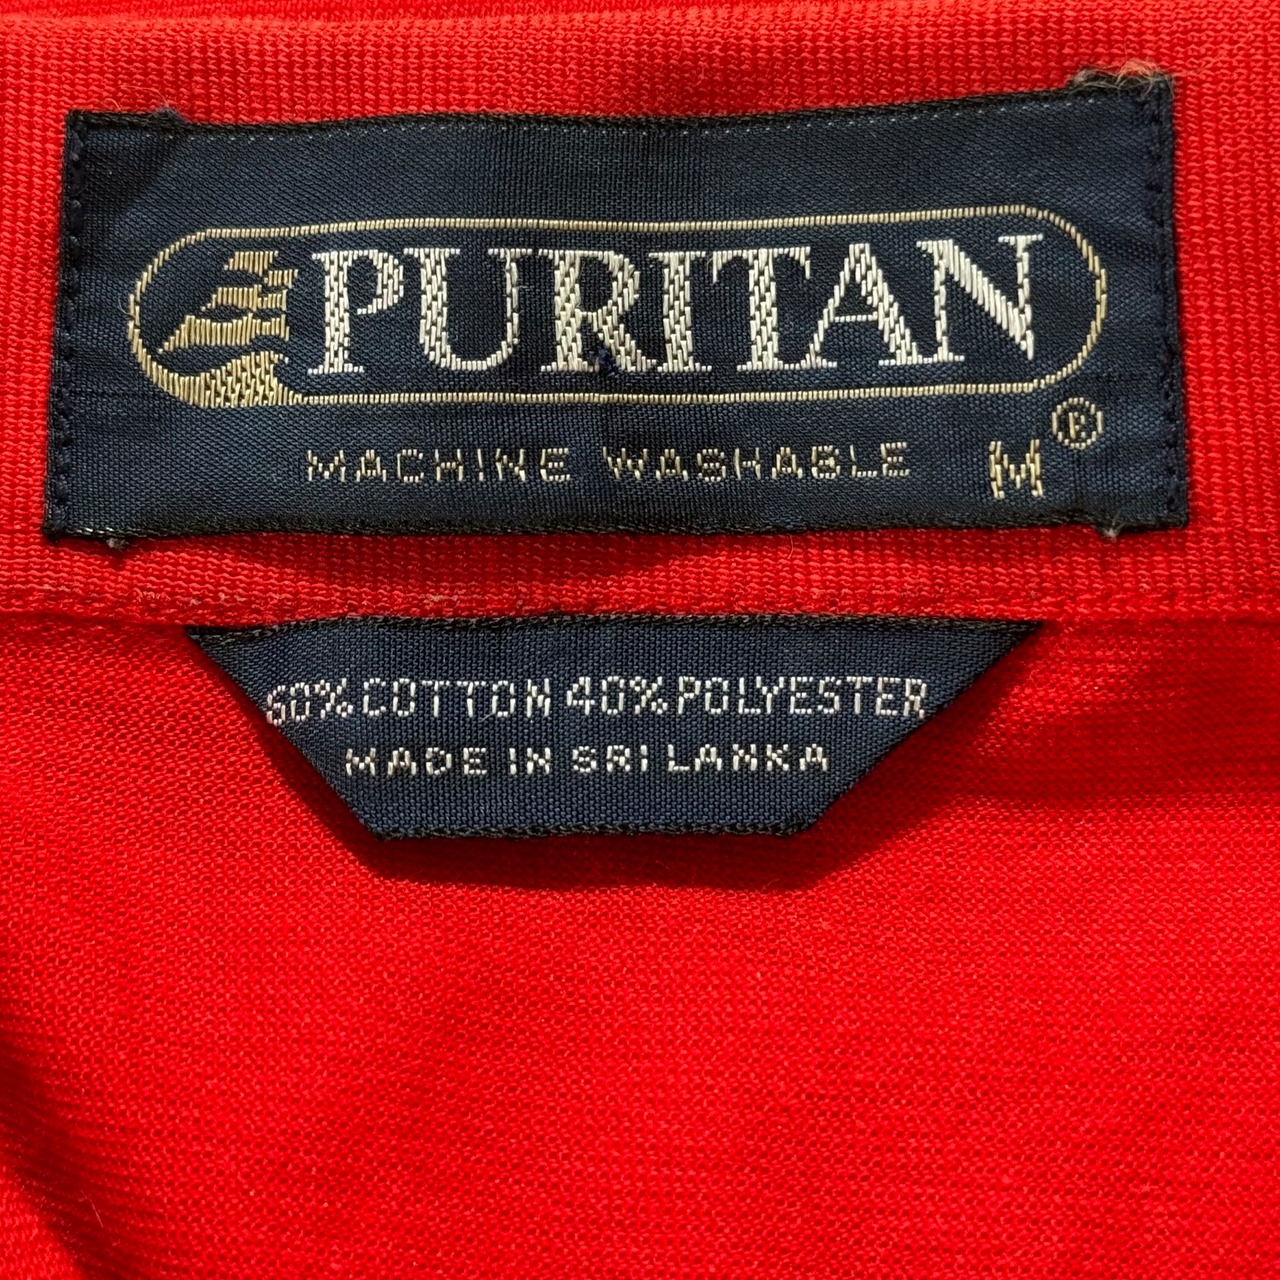 PURITAN
MACHINE WASHABLE M ®
60% COTTON 40% POLYESTER
MADE IN SRI LANKA